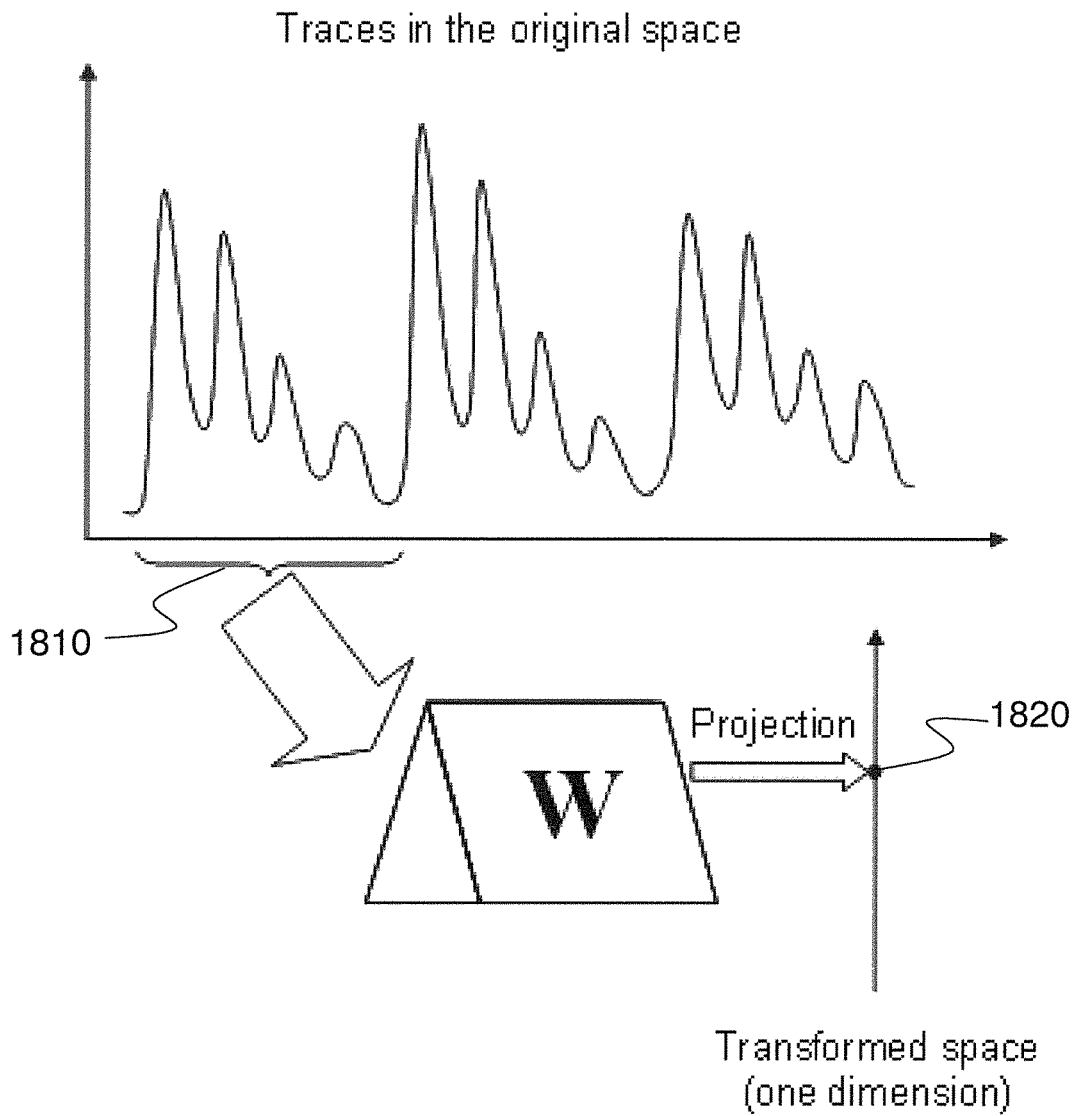 Traces in the original space
1810
Projection
1820
W
Transformed space
(one dimension)